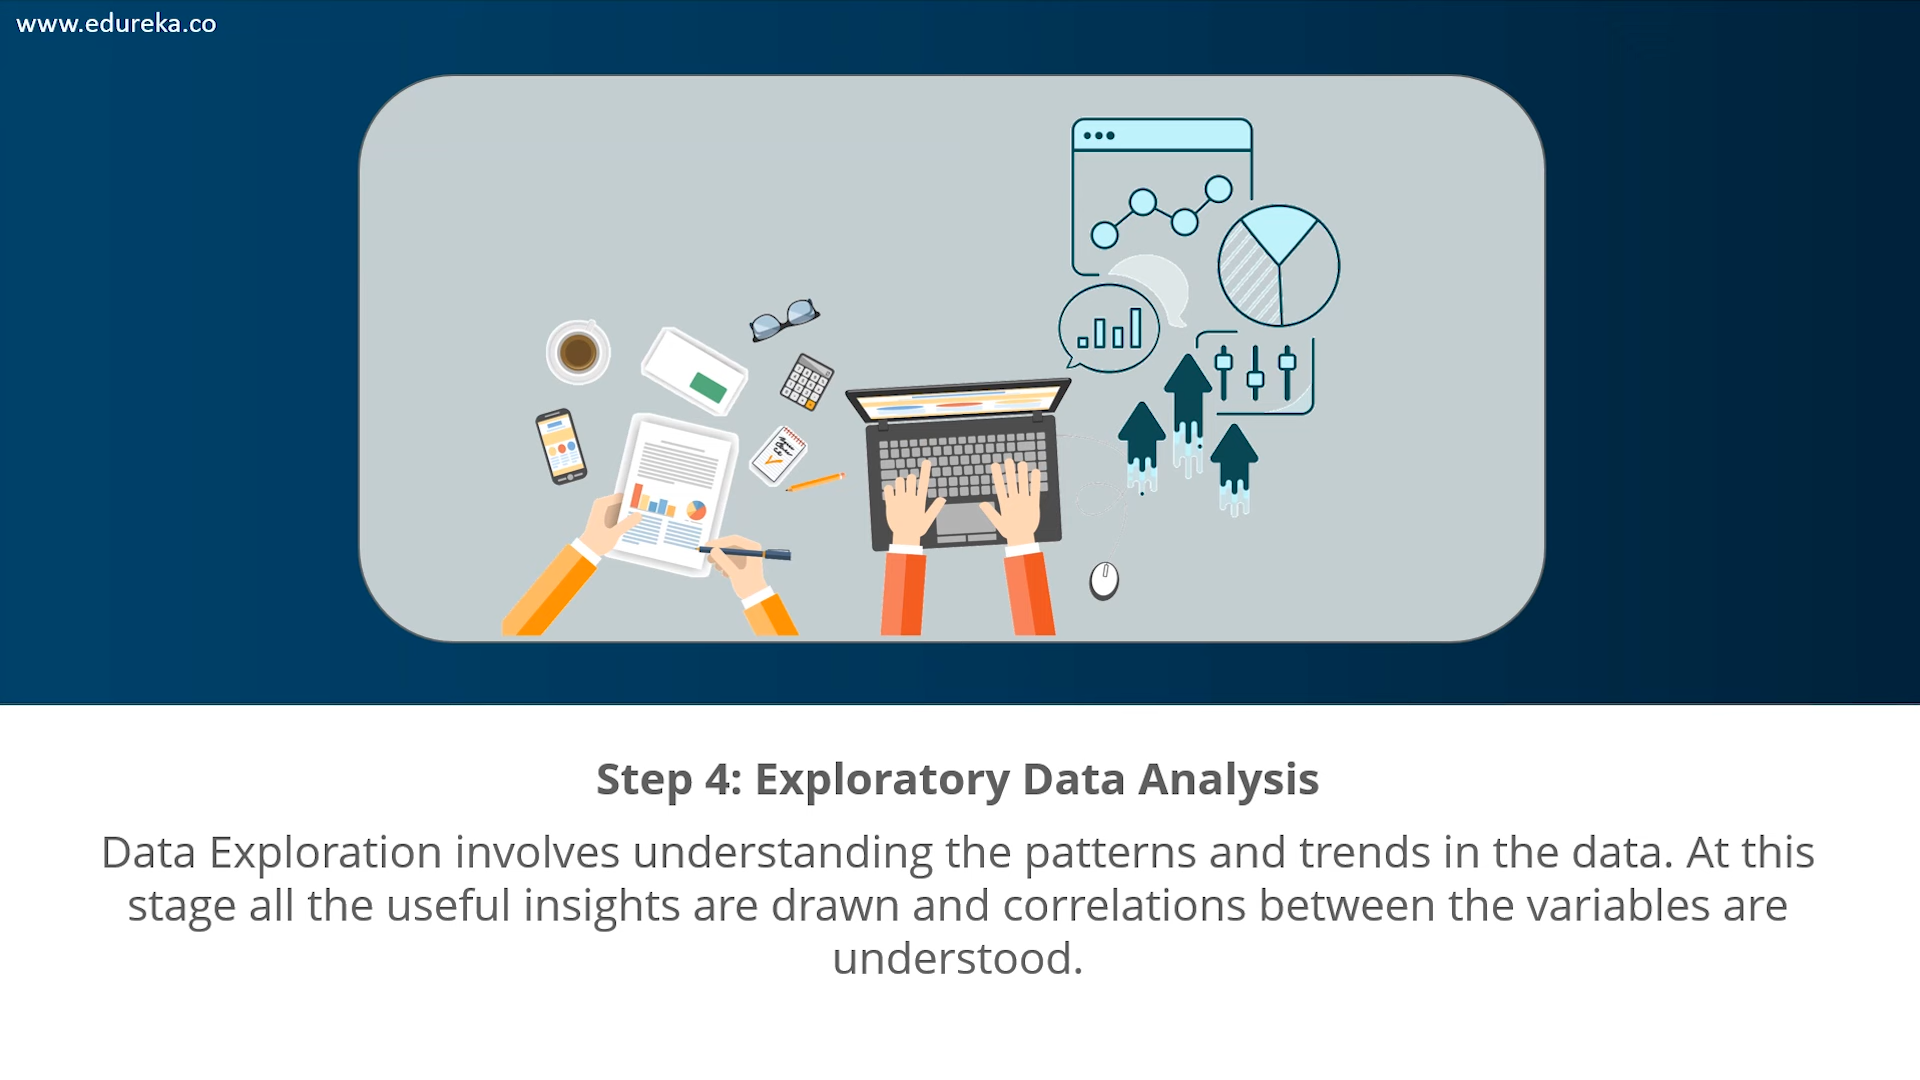 www.edureka.co
Step 4: Exploratory Data Analysis
Data Exploration involves understanding the patterns and trends in the data. At this
stage all the useful insights are drawn and correlations between the variables are
understood.